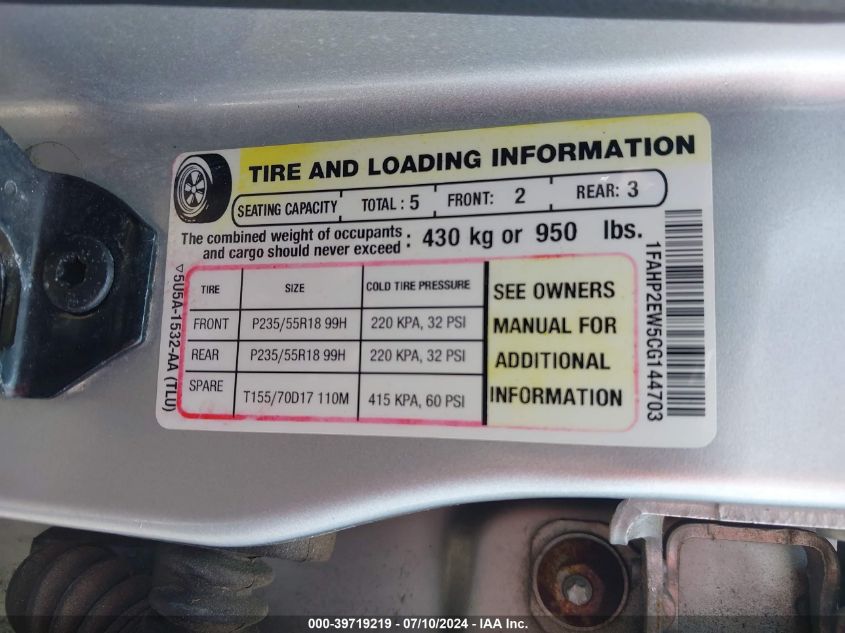 TIRE AND LOADING INFORMATION
SEATING CAPACITY TOTAL : 5 FRONT: 2 REAR: 3
The combined weight of occupants and cargo should never exceed : 430 kg or 950 lbs.
TIRE SIZE COLD TIRE PRESSURE
FRONT P235/55R18 99H 220 KPA, 32 PSI
REAR P235/55R18 99H 220 KPA, 32 PSI
SPARE T155/70D17 110M 415 KPA, 60 PSI
SEE OWNERS
MANUAL FOR
ADDITIONAL
INFORMATION
▽5U5A-1532-AA (TLU)
1FAHP2EW5CG144703
000-39719219 - 07/10/2024 - IAA Inc.